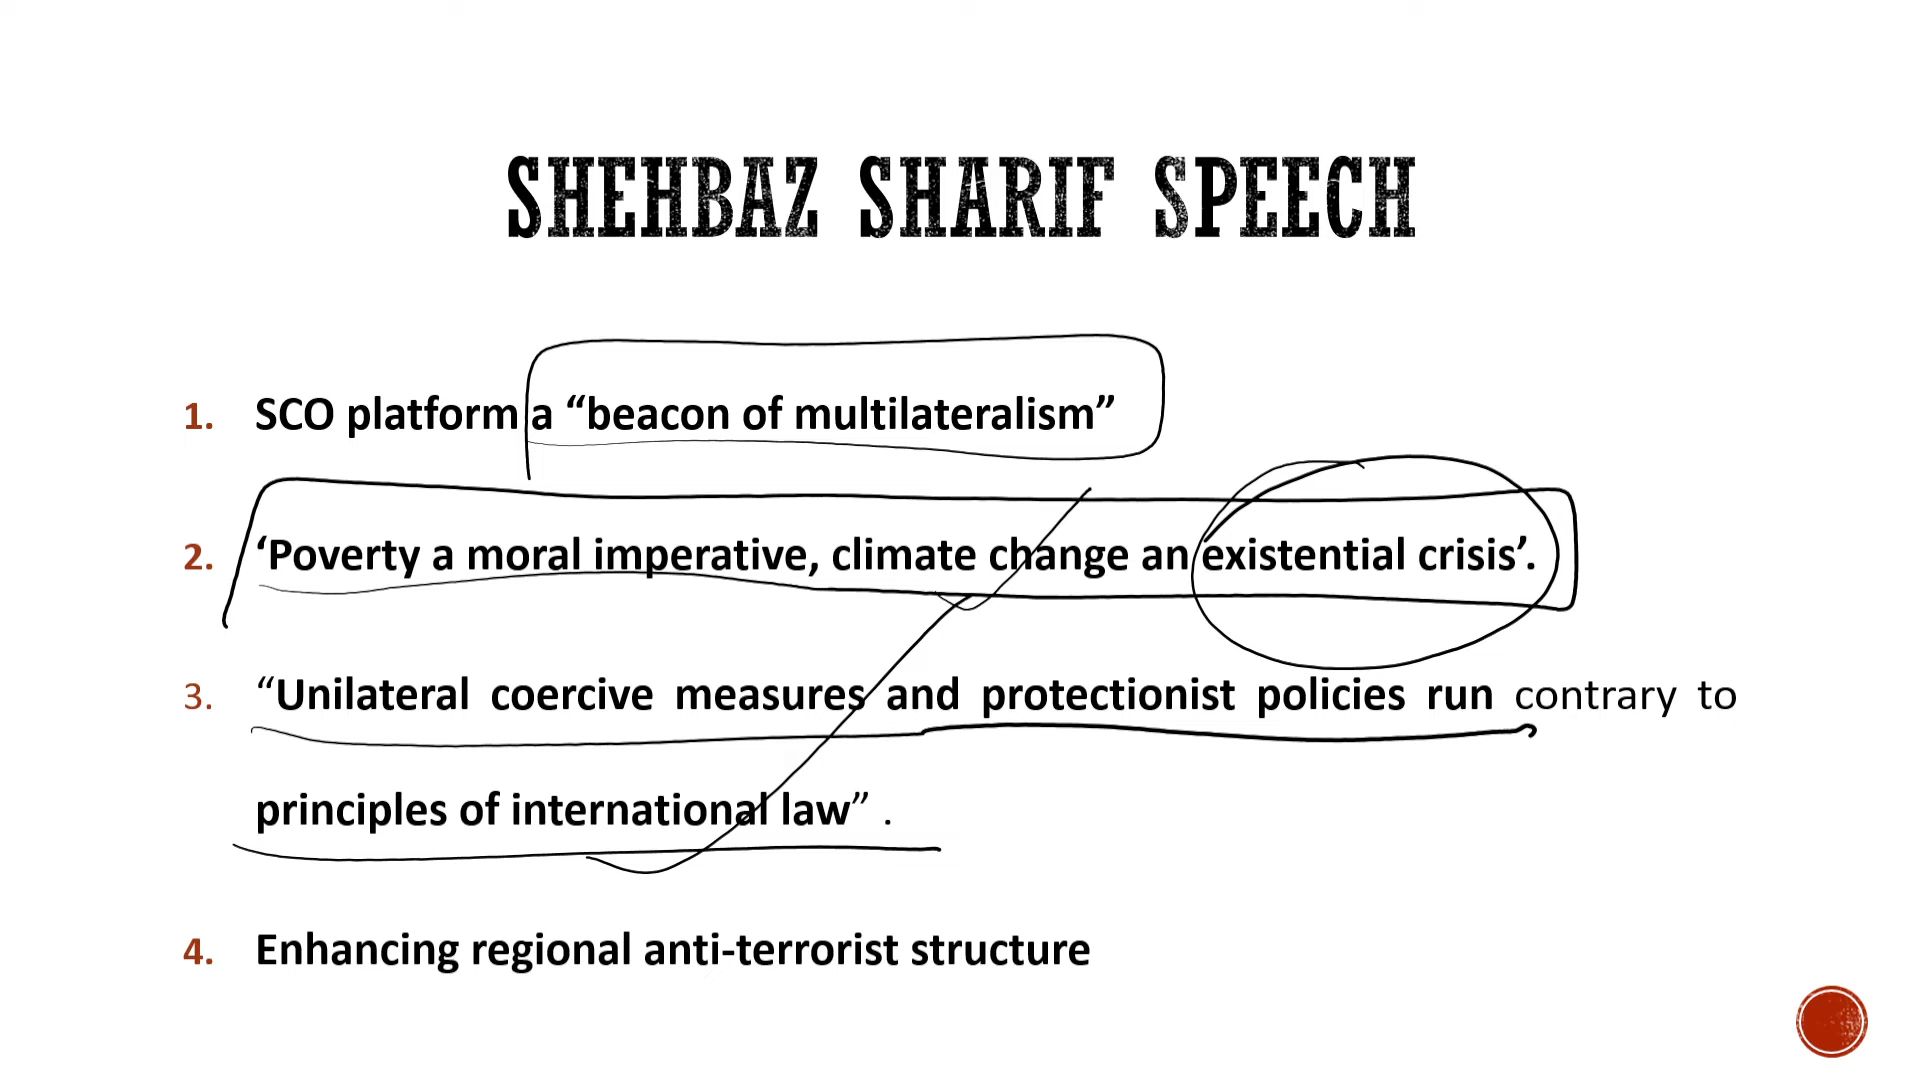 SHEHBAZ SHARIF SPEECH
1. SCO platform a “beacon of multilateralism”
2. ‘Poverty a moral imperative, climate change an existential crisis’.
3. “Unilateral coercive measures and protectionist policies run contrary to
principles of international law” .
4. Enhancing regional anti-terrorist structure